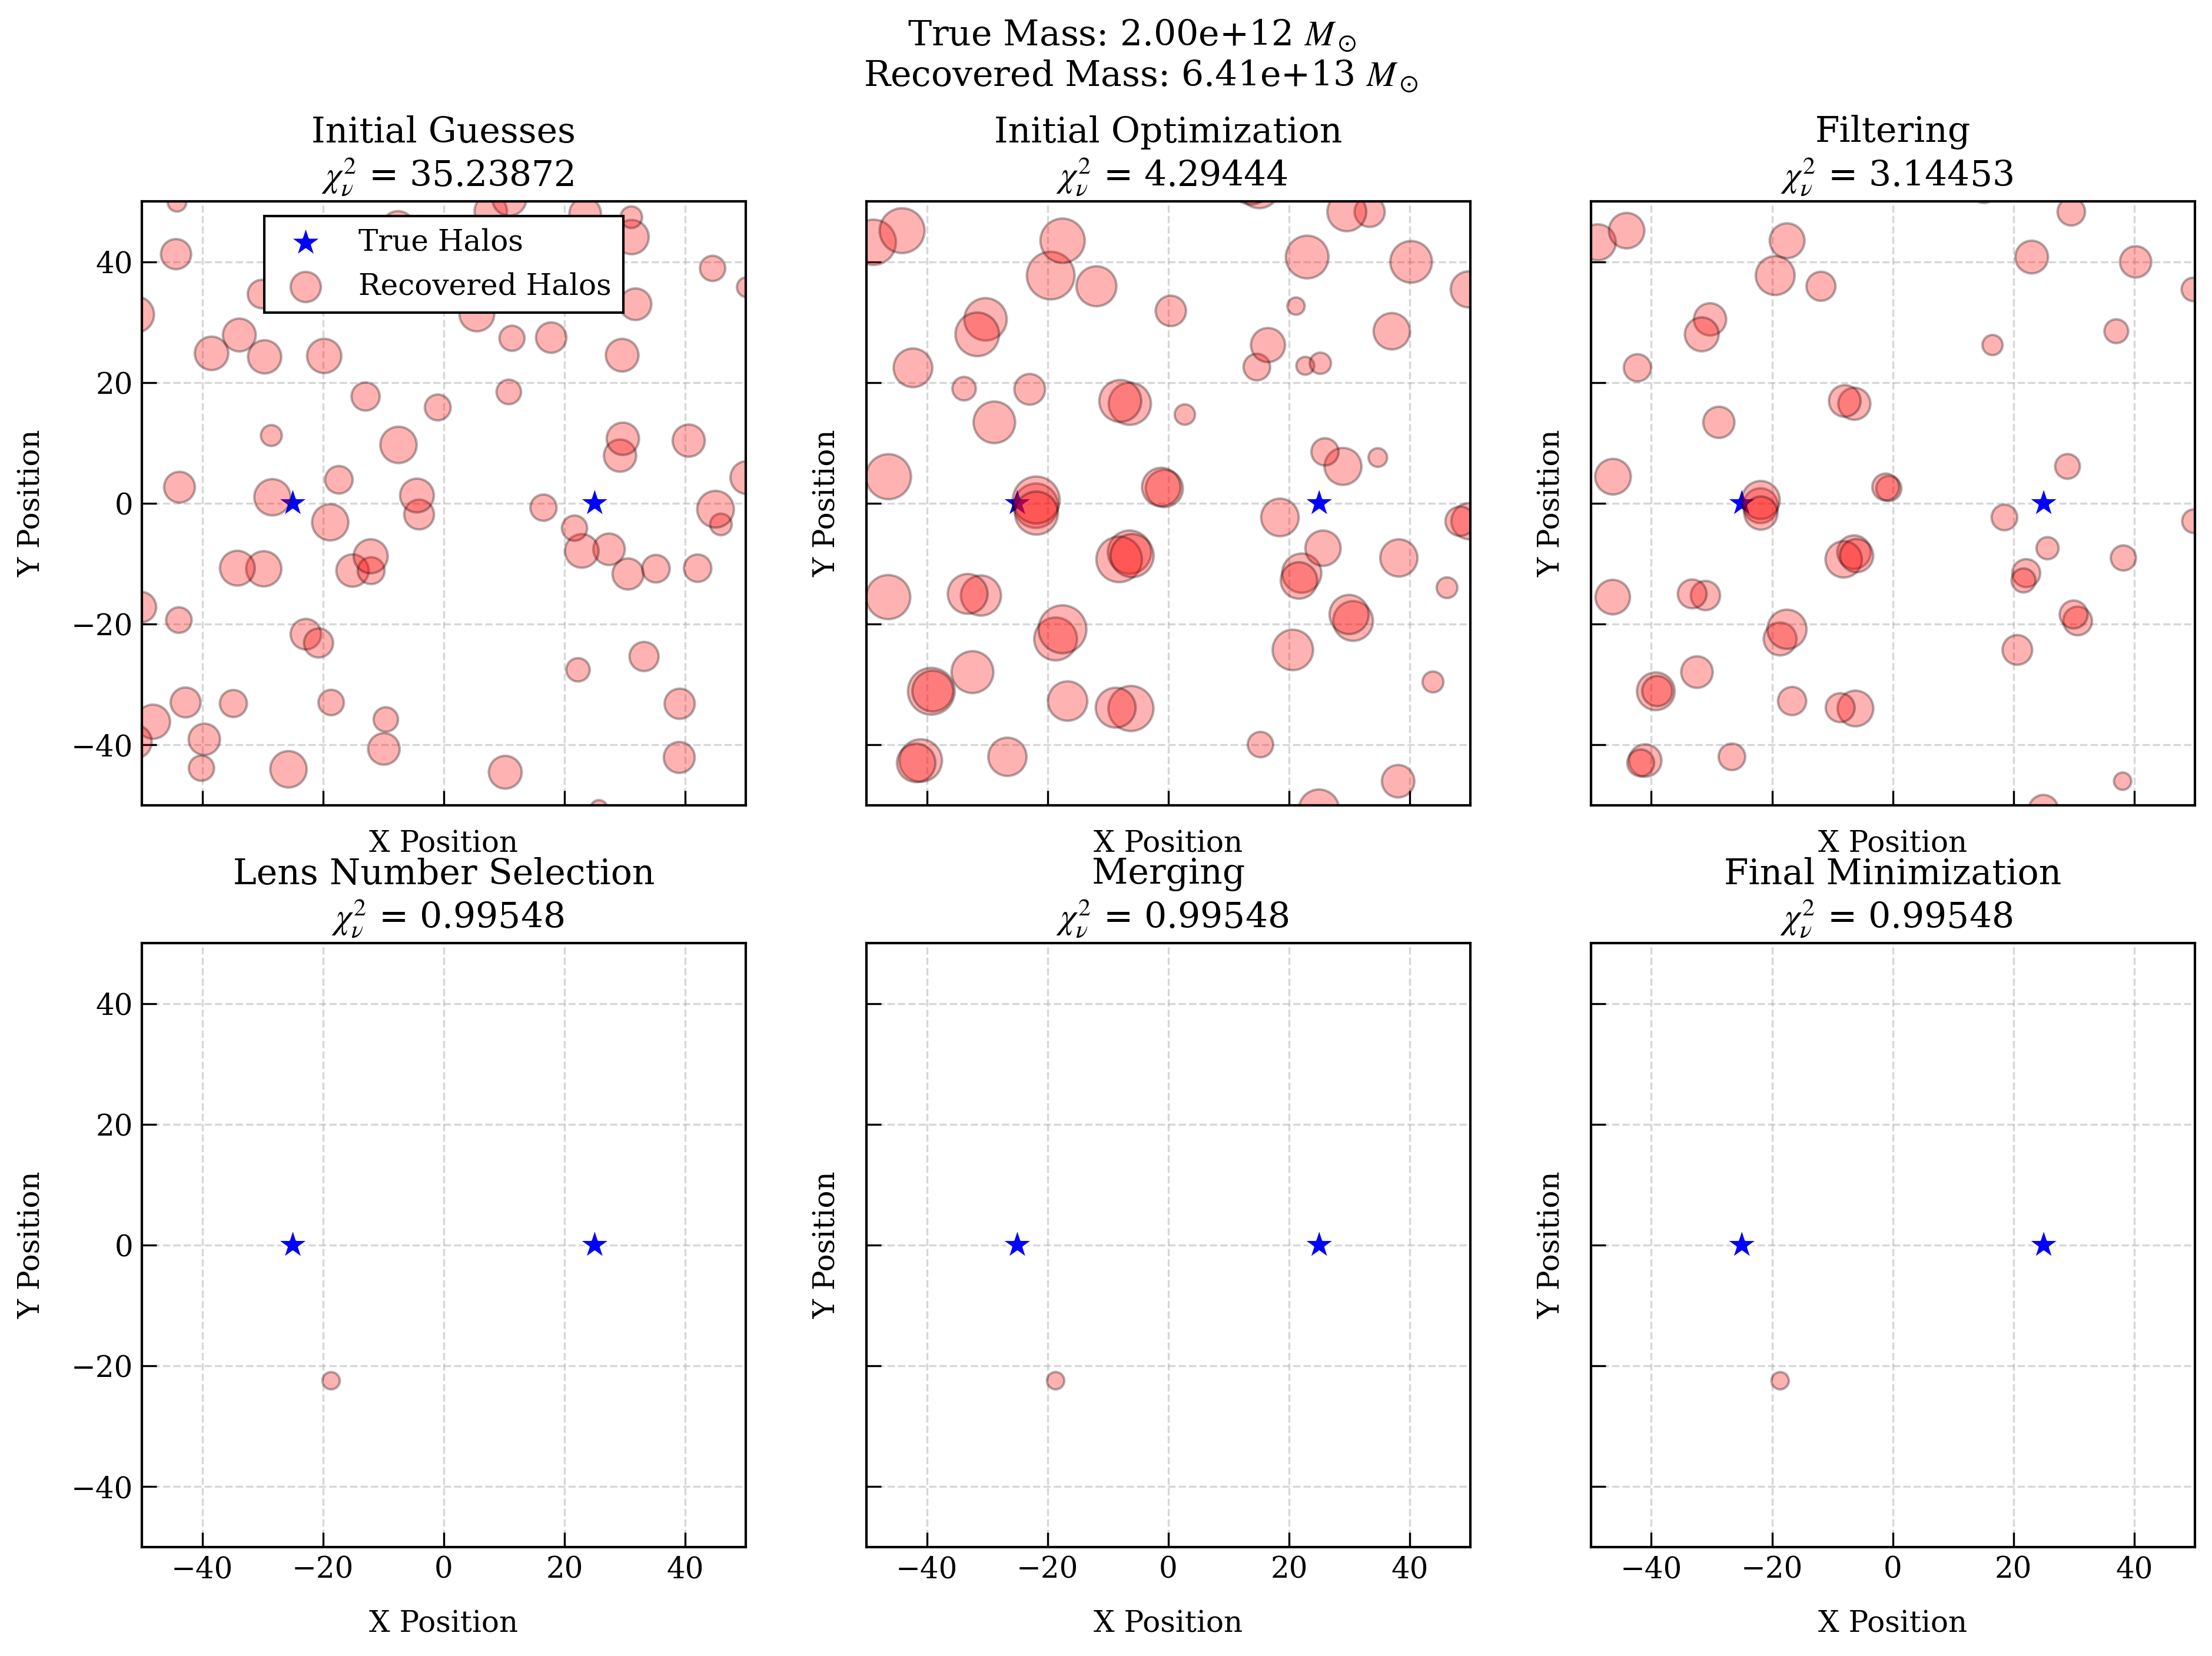 True Mass: 2.00e+12 M⊙
Recovered Mass: 6.41e+13 M⊙
Initial Guesses
χ²ν = 35.23872
Initial Optimization
χ²ν = 4.29444
Filtering
χ²ν = 3.14453
True Halos
Recovered Halos
40
20
0
−20
−40
Y Position
Y Position
Y Position
X Position
X Position
X Position
Lens Number Selection
χ²ν = 0.99548
Merging
χ²ν = 0.99548
Final Minimization
χ²ν = 0.99548
40
20
0
−20
−40
Y Position
Y Position
Y Position
−40 −20 0 20 40
−40 −20 0 20 40
−40 −20 0 20 40
X Position
X Position
X Position